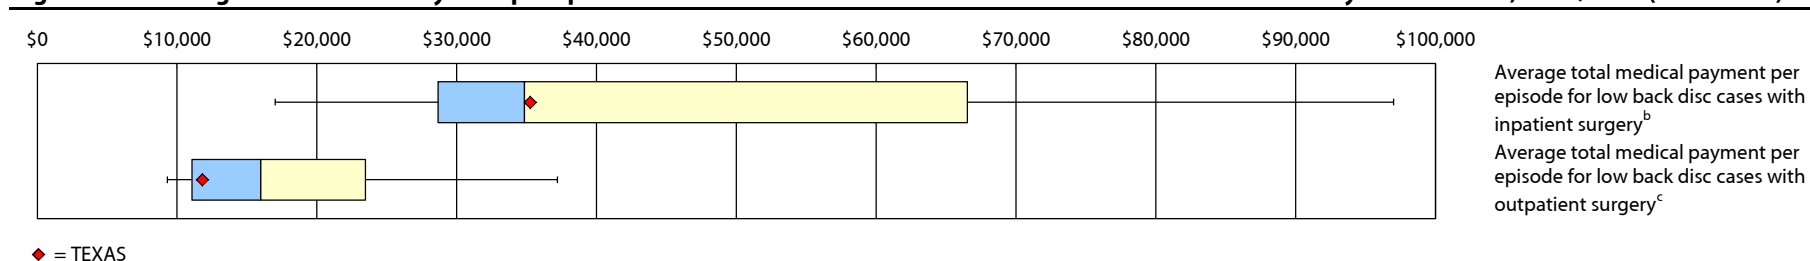 $0 $10,000 $20,000 $30,000 $40,000 $50,000 $60,000 $70,000 $80,000 $90,000 $100,000
Average total medical payment per
episode for low back disc cases with
inpatient surgeryb
Average total medical payment per
episode for low back disc cases with
outpatient surgeryc
= TEXAS